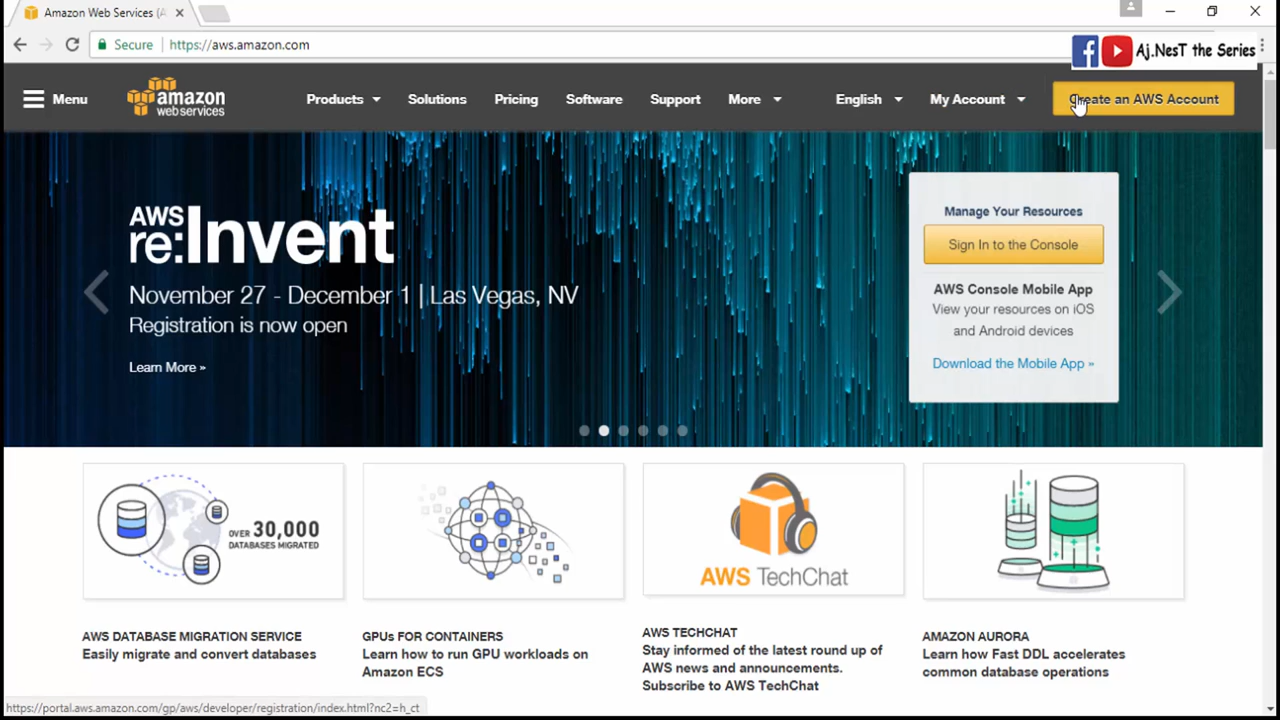 Amazon Web Services (A
Secure https://aws.amazon.com
Aj.NesT the Series
Menu
amazon
web services
Products
Solutions
Pricing
Software
Support
More
English
My Account
Create an AWS Account
AWS
re:Invent
November 27 - December 1 | Las Vegas, NV
Registration is now open
Learn More »
Manage Your Resources
Sign In to the Console
AWS Console Mobile App
View your resources on iOS
and Android devices
Download the Mobile App »
OVER 30,000
DATABASES MIGRATED
AWS TechChat
AWS DATABASE MIGRATION SERVICE
Easily migrate and convert databases
GPUs FOR CONTAINERS
Learn how to run GPU workloads on
Amazon ECS
AWS TECHCHAT
Stay informed of the latest round up of
AWS news and announcements.
Subscribe to AWS TechChat
AMAZON AURORA
Learn how Fast DDL accelerates
common database operations
https://portal.aws.amazon.com/gp/aws/developer/registration/index.html?nc2=h_ct